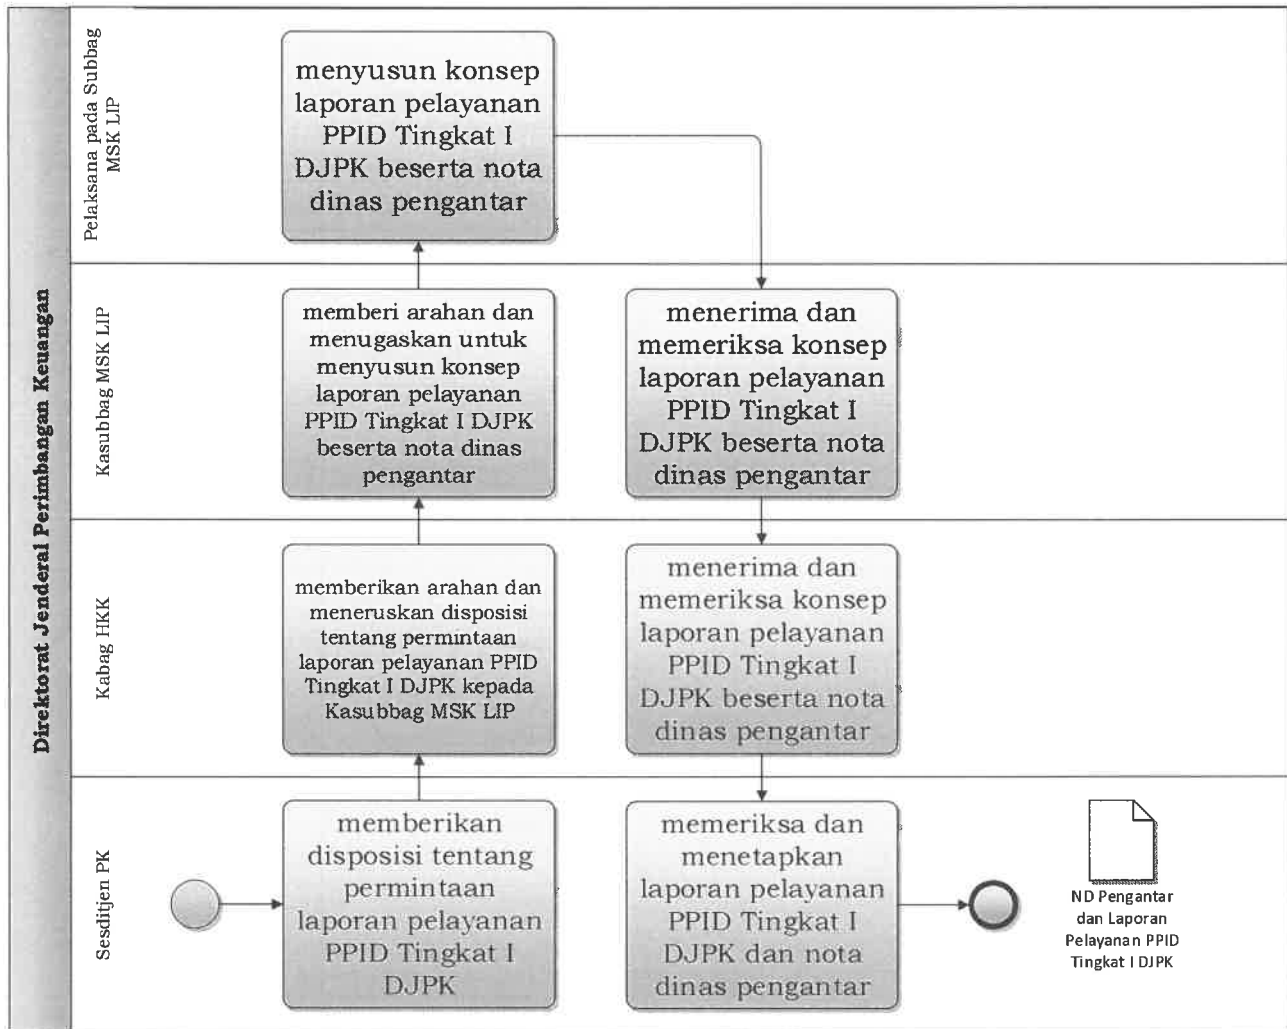 Direktorat Jenderal Perimbangan Keuangan
Pelaksana pada Subbag
MSK LIP
menyusun konsep
laporan pelayanan
PPID Tingkat I
DJPK beserta nota
dinas pengantar
Kasubbag MSK LIP
memberi arahan dan
menugaskan untuk
menyusun konsep
laporan pelayanan
PPID Tingkat I DJPK
beserta nota dinas
pengantar
menerima dan
memeriksa konsep
laporan pelayanan
PPID Tingkat I
DJPK beserta nota
dinas pengantar
Kabag HKK
memberikan arahan dan
meneruskan disposisi
tentang permintaan
laporan pelayanan PPID
Tingkat I DJPK kepada
Kasubbag MSK LIP
menerima dan
memeriksa konsep
laporan pelayanan
PPID Tingkat I
DJPK beserta nota
dinas pengantar
Sesditjen PK
memberikan
disposisi tentang
permintaan
laporan pelayanan
PPID Tingkat I
DJPK
memeriksa dan
menetapkan
laporan pelayanan
PPID Tingkat I
DJPK dan nota
dinas pengantar
ND Pengantar
dan Laporan
Pelayanan PPID
Tingkat I DJPK